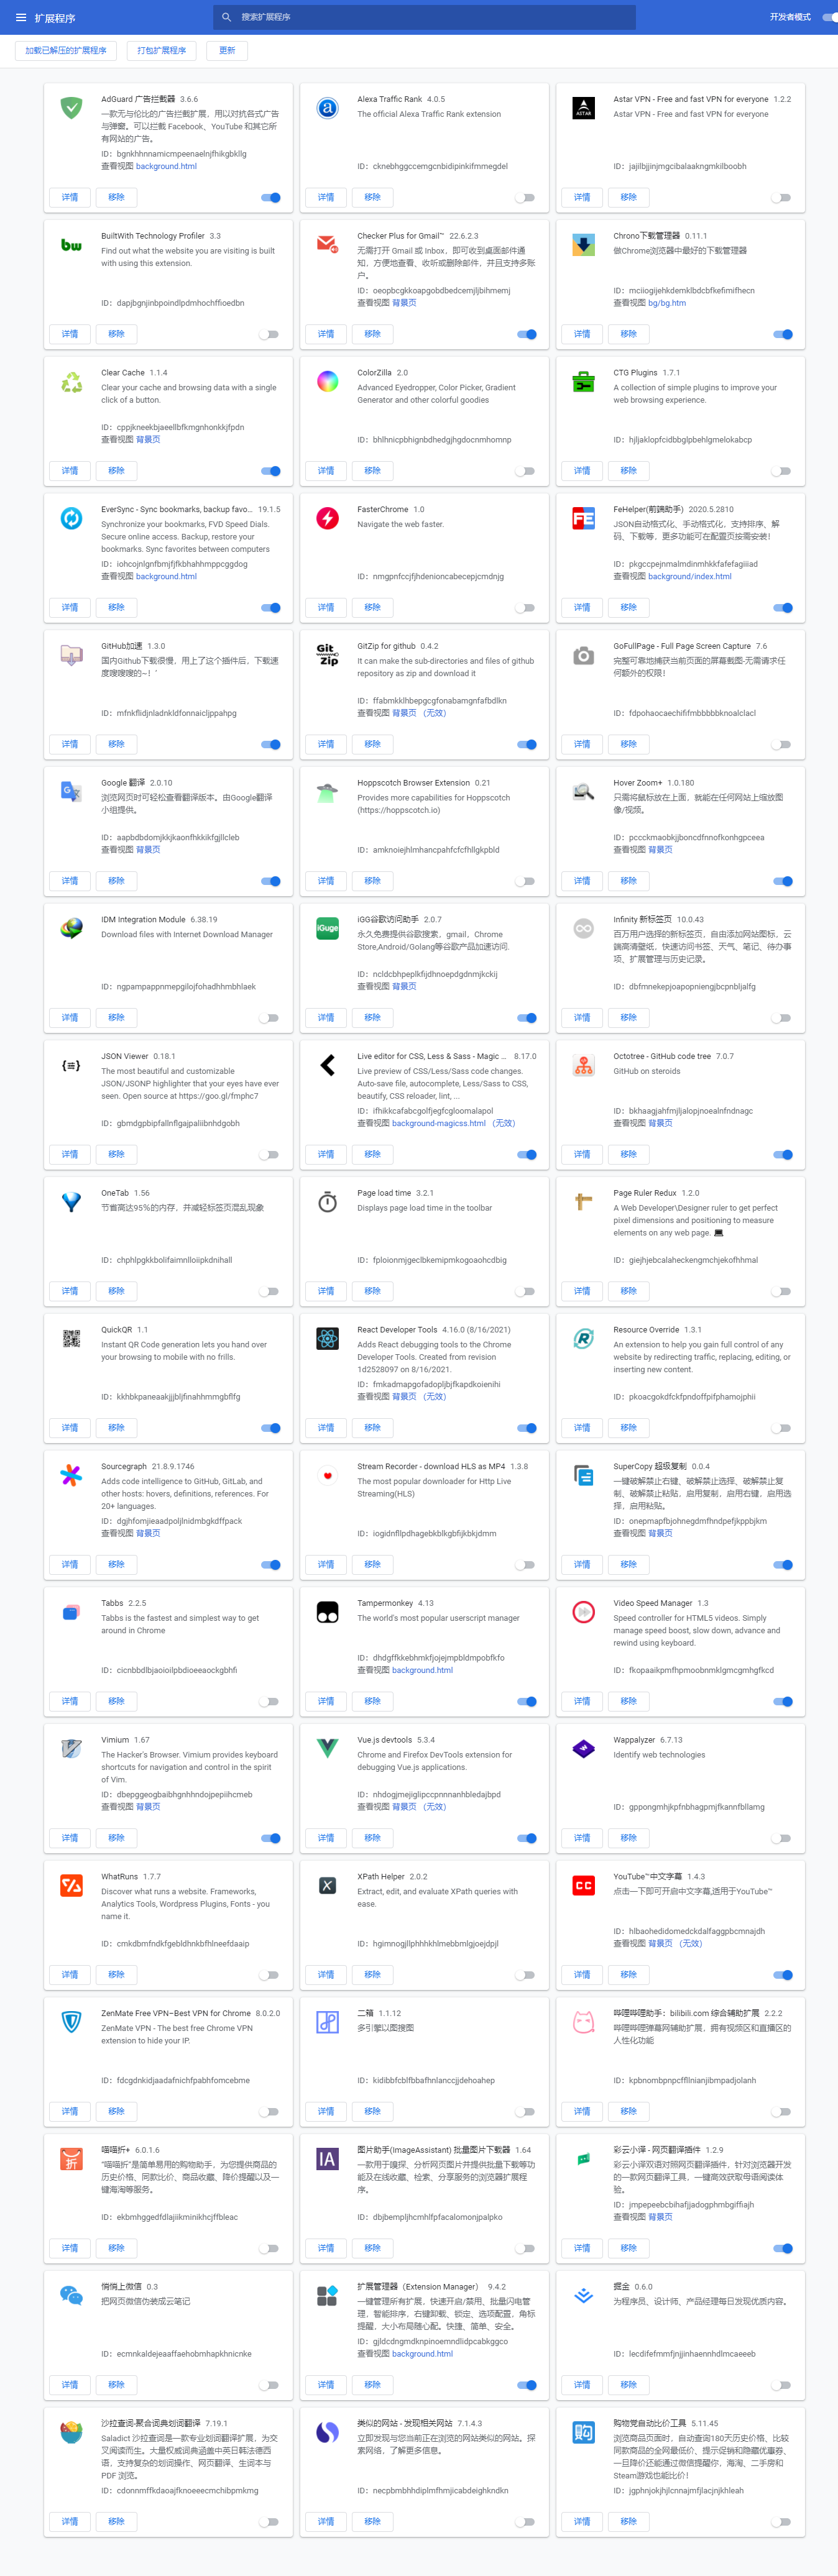 扩展程序
搜索扩展程序
开发者模式
加载已解压的扩展程序
打包扩展程序
更新
AdGuard 广告拦截器 3.6.6
一款无与伦比的广告拦截扩展，用以对抗各式广告
与弹窗。可以拦截 Facebook、YouTube 和其它所
有网站的广告。
ID：bgnkhhnnamicmpeenaelnjfhikgbkllg
查看视图 background.html
详情 移除
Alexa Traffic Rank 4.0.5
The official Alexa Traffic Rank extension
ID：cknebhggccemgcnbidipinkifmmegdel
详情 移除
Astar VPN - Free and fast VPN for everyone 1.2.2
Astar VPN - Free and fast VPN for everyone
ID：jajilbjjinjmgcibalaakngmkilboobh
详情 移除
BuiltWith Technology Profiler 3.3
Find out what the website you are visiting is built
with using this extension.
ID：dapjbgnjinbpoindlpdmhochffioedbn
详情 移除
Checker Plus for Gmail™ 22.6.2.3
无需打开 Gmail 或 Inbox，即可收到桌面邮件通
知，方便地查看、收听或删除邮件，并且支持多账
户。
ID：oeopbcgkkoapgobdbedcemjljbihmemj
查看视图 背景页
详情 移除
Chrono下载管理器 0.11.1
做Chrome浏览器中最好的下载管理器
ID：mciiogijehkdemklbdcbfkefimifhecn
查看视图 bg/bg.htm
详情 移除
Clear Cache 1.1.4
Clear your cache and browsing data with a single
click of a button.
ID：cppjkneekbjaeellbfkmgnhonkkjfpdn
查看视图 背景页
详情 移除
ColorZilla 2.0
Advanced Eyedropper, Color Picker, Gradient
Generator and other colorful goodies
ID：bhlhnicpbhignbdhedgjhgdocnmhomnp
详情 移除
CTG Plugins 1.7.1
A collection of simple plugins to improve your
web browsing experience.
ID：hjljaklopfcidbbglpbehlgmelokabcp
详情 移除
EverSync - Sync bookmarks, backup favo... 19.1.5
Synchronize your bookmarks, FVD Speed Dials.
Secure online access. Backup, restore your
bookmarks. Sync favorites between computers
ID：iohcojnlgnfbmjfjfkbhahhmppcggdog
查看视图 background.html
详情 移除
FasterChrome 1.0
Navigate the web faster.
ID：nmgpnfccjfjhdenioncabecepjcmdnjg
详情 移除
FeHelper(前端助手) 2020.5.2810
JSON自动格式化、手动格式化，支持排序、解
码、下载等，更多功能可在配置页按需安装！
ID：pkgccpejnmalmdinmhkkfafefagiiiad
查看视图 background/index.html
详情 移除
GitHub加速 1.3.0
国内Github下载很慢，用上了这个插件后，下载速
度嗖嗖嗖的~！'
ID：mfnkflidjnladnkldfonnaicljppahpg
详情 移除
GitZip for github 0.4.2
It can make the sub-directories and files of github
repository as zip and download it
ID：ffabmkklhbepgcgfonabamgnfafbdlkn
查看视图 背景页 （无效）
详情 移除
GoFullPage - Full Page Screen Capture 7.6
完整可靠地捕获当前页面的屏幕截图-无需请求任
何额外的权限！
ID：fdpohaocaechififmbbbbbknoalclacl
详情 移除
Google 翻译 2.0.10
浏览网页时可轻松查看翻译版本。由Google翻译
小组提供。
ID：aapbdbdomjkkjkaonfhkkikfgjllcleb
查看视图 背景页
详情 移除
Hoppscotch Browser Extension 0.21
Provides more capabilities for Hoppscotch
(https://hoppscotch.io)
ID：amknoiejhlmhancpahfcfcfhllgkpbld
详情 移除
Hover Zoom+ 1.0.180
只需将鼠标放在上面，就能在任何网站上缩放图
像/视频。
ID：pccckmaobkjjboncdfnnofkonhgpceea
查看视图 背景页
详情 移除
IDM Integration Module 6.38.19
Download files with Internet Download Manager
ID：ngpampappnmepgilojfohadhhmbhlaek
详情 移除
iGG谷歌访问助手 2.0.7
永久免费提供谷歌搜索，gmail，Chrome
Store,Android/Golang等谷歌产品加速访问.
ID：ncldcbhpeplkfijdhnoepdgdnmjkckij
查看视图 背景页
详情 移除
Infinity 新标签页 10.0.43
百万用户选择的新标签页，自由添加网站图标，云
端高清壁纸，快速访问书签、天气、笔记、待办事
项、扩展管理与历史记录。
ID：dbfmnekepjoapopniengjbcpnbljalfg
详情 移除
JSON Viewer 0.18.1
The most beautiful and customizable
JSON/JSONP highlighter that your eyes have ever
seen. Open source at https://goo.gl/fmphc7
ID：gbmdgpbipfallnflgajpaliibnhdgobh
详情 移除
Live editor for CSS, Less & Sass - Magic ... 8.17.0
Live preview of CSS/Less/Sass code changes.
Auto-save file, autocomplete, Less/Sass to CSS,
beautify, CSS reloader, lint, ...
ID：ifhikkcafabcgolfjegfcgloomalapol
查看视图 background-magicss.html （无效）
详情 移除
Octotree - GitHub code tree 7.0.7
GitHub on steroids
ID：bkhaagjahfmjljalopjnoealnfndnagc
查看视图 背景页
详情 移除
OneTab 1.56
节省高达95％的内存，并减轻标签页混乱现象
ID：chphlpgkkbolifaimnlloiipkdnihall
详情 移除
Page load time 3.2.1
Displays page load time in the toolbar
ID：fploionmjgeclbkemipmkogoaohcdbig
详情 移除
Page Ruler Redux 1.2.0
A Web Developer\Designer ruler to get perfect
pixel dimensions and positioning to measure
elements on any web page. 💻
ID：giejhjebcalaheckengmchjekofhhmal
详情 移除
QuickQR 1.1
Instant QR Code generation lets you hand over
your browsing to mobile with no frills.
ID：kkhbkpaneaakjjjbljfinahhmmgbflfg
详情 移除
React Developer Tools 4.16.0 (8/16/2021)
Adds React debugging tools to the Chrome
Developer Tools. Created from revision
1d2528097 on 8/16/2021.
ID：fmkadmapgofadopljbjfkapdkoienihi
查看视图 背景页 （无效）
详情 移除
Resource Override 1.3.1
An extension to help you gain full control of any
website by redirecting traffic, replacing, editing, or
inserting new content.
ID：pkoacgokdfckfpndoffpifphamojphii
详情 移除
Sourcegraph 21.8.9.1746
Adds code intelligence to GitHub, GitLab, and
other hosts: hovers, definitions, references. For
20+ languages.
ID：dgjhfomjieaadpoljlnidmbgkdffpack
查看视图 背景页
详情 移除
Stream Recorder - download HLS as MP4 1.3.8
The most popular downloader for Http Live
Streaming(HLS)
ID：iogidnfllpdhagebkblkgbfijkbkjdmm
详情 移除
SuperCopy 超级复制 0.0.4
一键破解禁止右键、破解禁止选择、破解禁止复
制、破解禁止粘贴，启用复制，启用右键，启用选
择，启用粘贴。
ID：onepmapfbjohnegdmfhndpefjkppbjkm
查看视图 背景页
详情 移除
Tabbs 2.2.5
Tabbs is the fastest and simplest way to get
around in Chrome
ID：cicnbbdlbjaoioilpbdioeeaockgbhfi
详情 移除
Tampermonkey 4.13
The world's most popular userscript manager
ID：dhdgffkkebhmkfjojejmpbldmpobfkfo
查看视图 background.html
详情 移除
Video Speed Manager 1.3
Speed controller for HTML5 videos. Simply
manage speed boost, slow down, advance and
rewind using keyboard.
ID：fkopaaikpmfhpmoobnmklgmcgmhgfkcd
详情 移除
Vimium 1.67
The Hacker's Browser. Vimium provides keyboard
shortcuts for navigation and control in the spirit
of Vim.
ID：dbepggeogbaibhgnhhndojpepiihcmeb
查看视图 背景页
详情 移除
Vue.js devtools 5.3.4
Chrome and Firefox DevTools extension for
debugging Vue.js applications.
ID：nhdogjmejiglipccpnnnanhbledajbpd
查看视图 背景页 （无效）
详情 移除
Wappalyzer 6.7.13
Identify web technologies
ID：gppongmhjkpfnbhagpmjfkannfbllamg
详情 移除
WhatRuns 1.7.7
Discover what runs a website. Frameworks,
Analytics Tools, Wordpress Plugins, Fonts - you
name it.
ID：cmkdbmfndkfgebldhnkbfhlneefdaaip
详情 移除
XPath Helper 2.0.2
Extract, edit, and evaluate XPath queries with
ease.
ID：hgimnogjllphhhkhlmebbmlgjoejdpjl
详情 移除
YouTube™中文字幕 1.4.3
点击一下即可开启中文字幕,适用于YouTube™
ID：hlbaohedidomedckdalfaggpbcmnajdh
查看视图 背景页 （无效）
详情 移除
ZenMate Free VPN–Best VPN for Chrome 8.0.2.0
ZenMate VPN - The best free Chrome VPN
extension to hide your IP.
ID：fdcgdnkidjaadafnichfpabhfomcebme
详情 移除
二箱 1.1.12
多引擎以图搜图
ID：kidibbfcblfbbafhnlanccjjdehoahep
详情 移除
哔哩哔哩助手：bilibili.com 综合辅助扩展 2.2.2
哔哩哔哩弹幕网辅助扩展，拥有视频区和直播区的
人性化功能
ID：kpbnombpnpcffllnianjibmpadjolanh
详情 移除
喵喵折+ 6.0.1.6
“喵喵折”是简单易用的购物助手，为您提供商品的
历史价格、同款比价、商品收藏、降价提醒以及一
键海淘等服务。
ID：ekbmhggedfdlajiikminikhcjffbleac
详情 移除
图片助手(ImageAssistant) 批量图片下载器 1.64
一款用于嗅探、分析网页图片并提供批量下载等功
能及在线收藏、检索、分享服务的浏览器扩展程
序。
ID：dbjbempljhcmhlfpfacalomonjpalpko
详情 移除
彩云小译 - 网页翻译插件 1.2.9
彩云小译双语对照网页翻译插件，针对浏览器开发
的一款网页翻译工具，一键高效获取母语阅读体
验。
ID：jmpepeebcbihafjjadogphmbgiffiajh
查看视图 背景页
详情 移除
悄悄上微信 0.3
把网页微信伪装成云笔记
ID：ecmnkaldejeaaffaehobmhapkhnicnke
详情 移除
扩展管理器（Extension Manager） 9.4.2
一键管理所有扩展，快速开启/禁用、批量闪电管
理，智能排序，右键卸载、锁定、选项配置，角标
提醒，大小布局随心配。快捷、简单、安全。
ID：gjldcdngmdknpinoemndlidpcabkggco
查看视图 background.html
详情 移除
掘金 0.6.0
为程序员、设计师、产品经理每日发现优质内容。
ID：lecdifefmmfjnjjinhaennhdlmcaeeeb
详情 移除
沙拉查词-聚合词典划词翻译 7.19.1
Saladict 沙拉查词是一款专业划词翻译扩展，为交
叉阅读而生。大量权威词典涵盖中英日韩法德西
语，支持复杂的划词操作、网页翻译、生词本与
PDF 浏览。
ID：cdonnmffkdaoajfknoeeecmchibpmkmg
详情 移除
类似的网站 - 发现相关网站 7.1.4.3
立即发现与您当前正在浏览的网站类似的网站。探
索网络，了解更多信息。
ID：necpbmbhhdiplmfhmjicabdeighkndkn
详情 移除
购物党自动比价工具 5.11.45
浏览商品页面时，自动查询180天历史价格、比较
同款商品的全网最低价、提示促销和隐藏优惠券、
一旦降价还能通过微信提醒你，海淘、二手房和
Steam游戏也能比价！
ID：jgphnjokjhjlcnnajmfjlacjnjkhleah
详情 移除